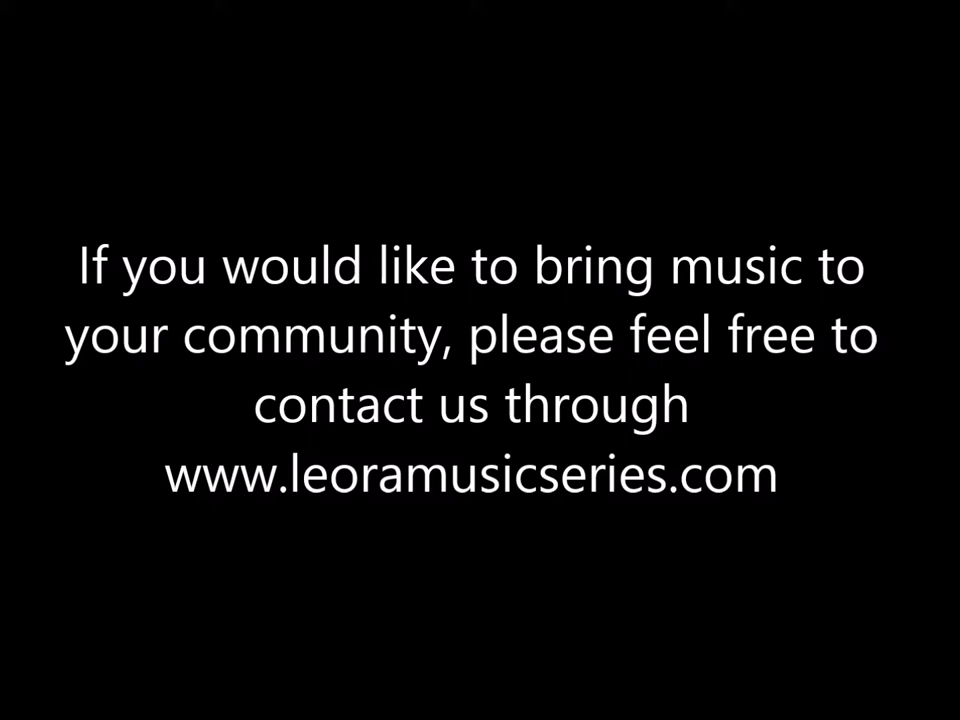 If you would like to bring music to
your community, please feel free to
contact us through
www.leoramusicseries.com